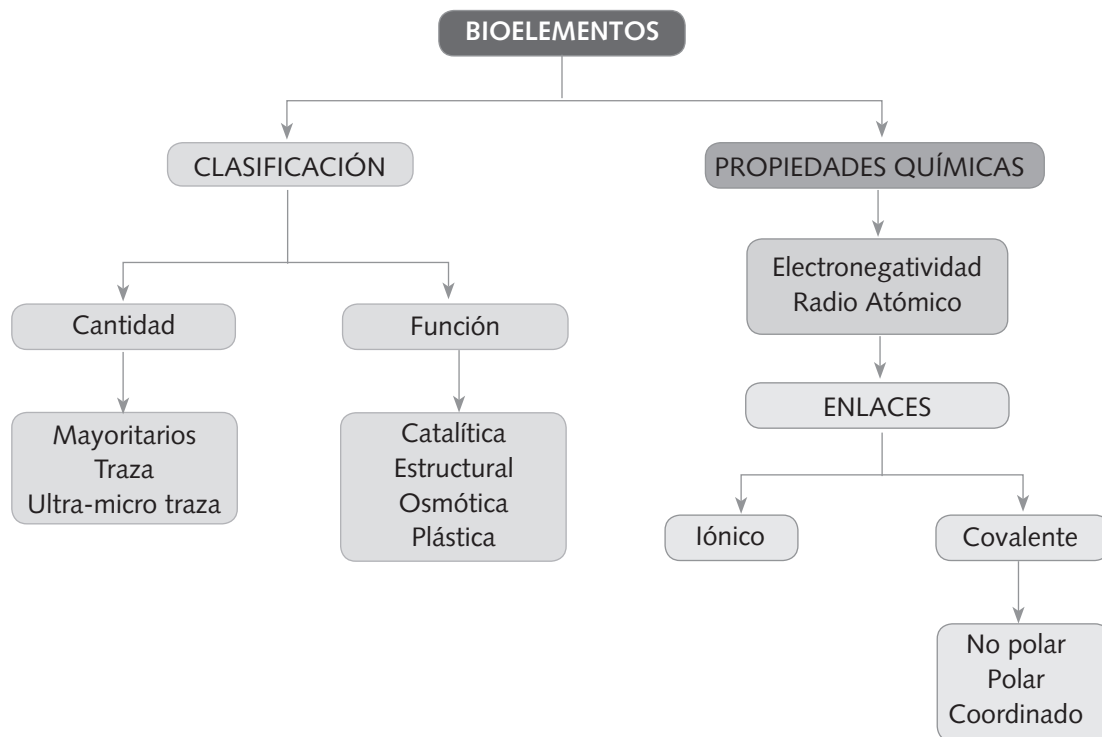 BIOELEMENTOS
CLASIFICACIÓN
PROPIEDADES QUÍMICAS
Electronegatividad
Radio Atómico
Cantidad
Función
ENLACES
Mayoritarios
Traza
Ultra-micro traza
Catalítica
Estructural
Osmótica
Plástica
Iónico
Covalente
No polar
Polar
Coordinado